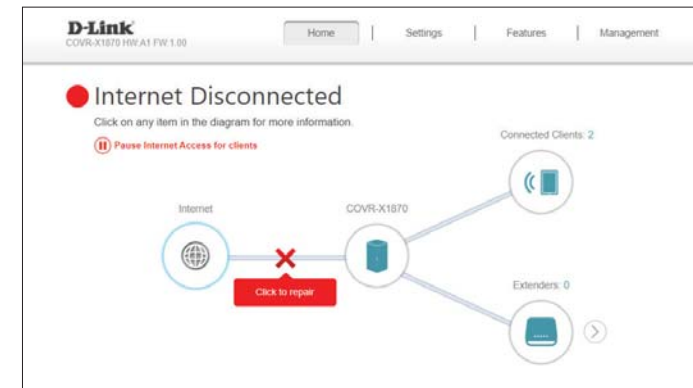 D-Link
COVR-X1870 HW:A1 FW:1.00
Home | Settings | Features | Management
Internet Disconnected
Click on any item in the diagram for more information.
Pause Internet Access for clients
Connected Clients: 2
Internet
COVR-X1870
Click to repair
Extenders: 0